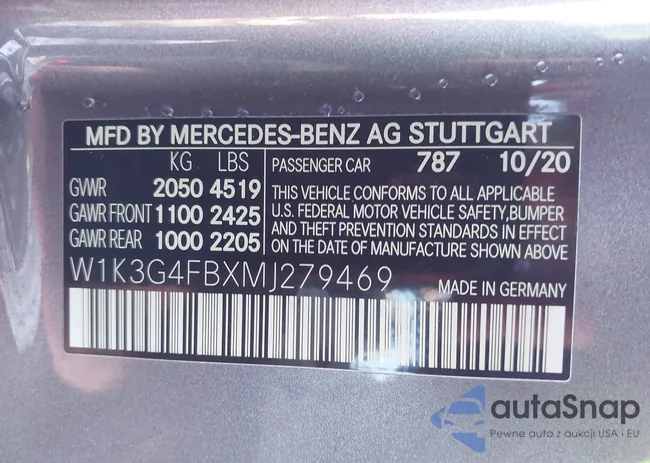 MFD BY MERCEDES-BENZ AG STUTTGART
KG LBS PASSENGER CAR 787 10/20
GVWR 2050 4519 THIS VEHICLE CONFORMS TO ALL APPLICABLE
GAWR FRONT 1100 2425 U.S. FEDERAL MOTOR VEHICLE SAFETY,BUMPER
AND THEFT PREVENTION STANDARDS IN EFFECT
GAWR REAR 1000 2205 ON THE DATE OF MANUFACTURE SHOWN ABOVE
W1K3G4FBXMJ279469 MADE IN GERMANY
autaSnap
Pewne auta z aukcji USA i EU